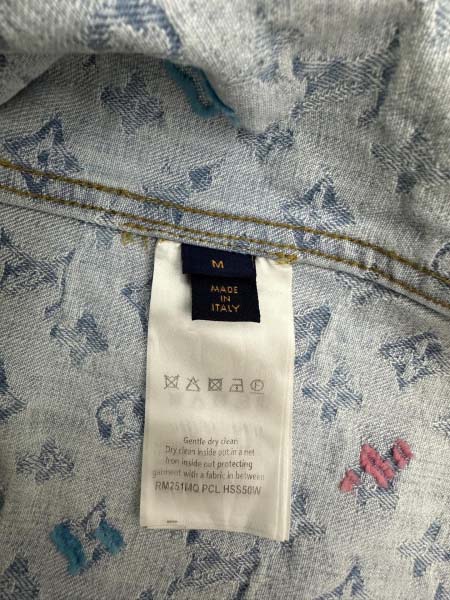 M
MADE
IN
ITALY
Gentle dry clean
Dry clean inside out in a net
Iron inside out protecting
garment with a fabric in between
RM251MQ PCL HSS50W